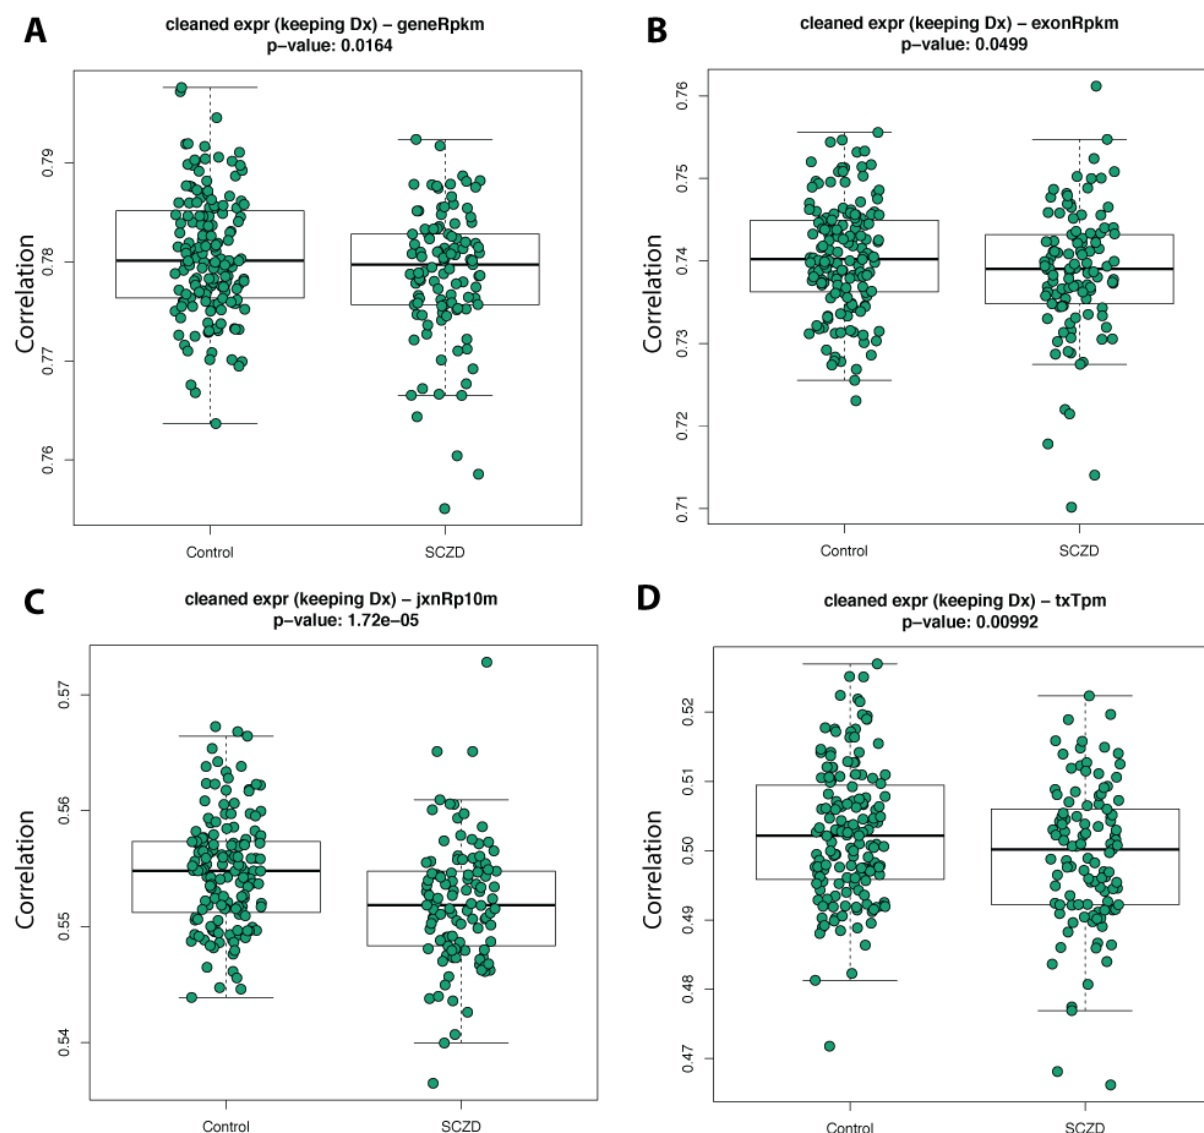 A
cleaned expr (keeping Dx) – geneRpkm
p−value: 0.0164
Correlation
0.79
0.78
0.77
0.76
Control
SCZD
B
cleaned expr (keeping Dx) – exonRpkm
p−value: 0.0499
Correlation
0.76
0.75
0.74
0.73
0.72
0.71
Control
SCZD
C
cleaned expr (keeping Dx) – jxnRp10m
p−value: 1.72e−05
Correlation
0.57
0.56
0.55
0.54
Control
SCZD
D
cleaned expr (keeping Dx) – txTpm
p−value: 0.00992
Correlation
0.52
0.51
0.50
0.49
0.48
0.47
Control
SCZD